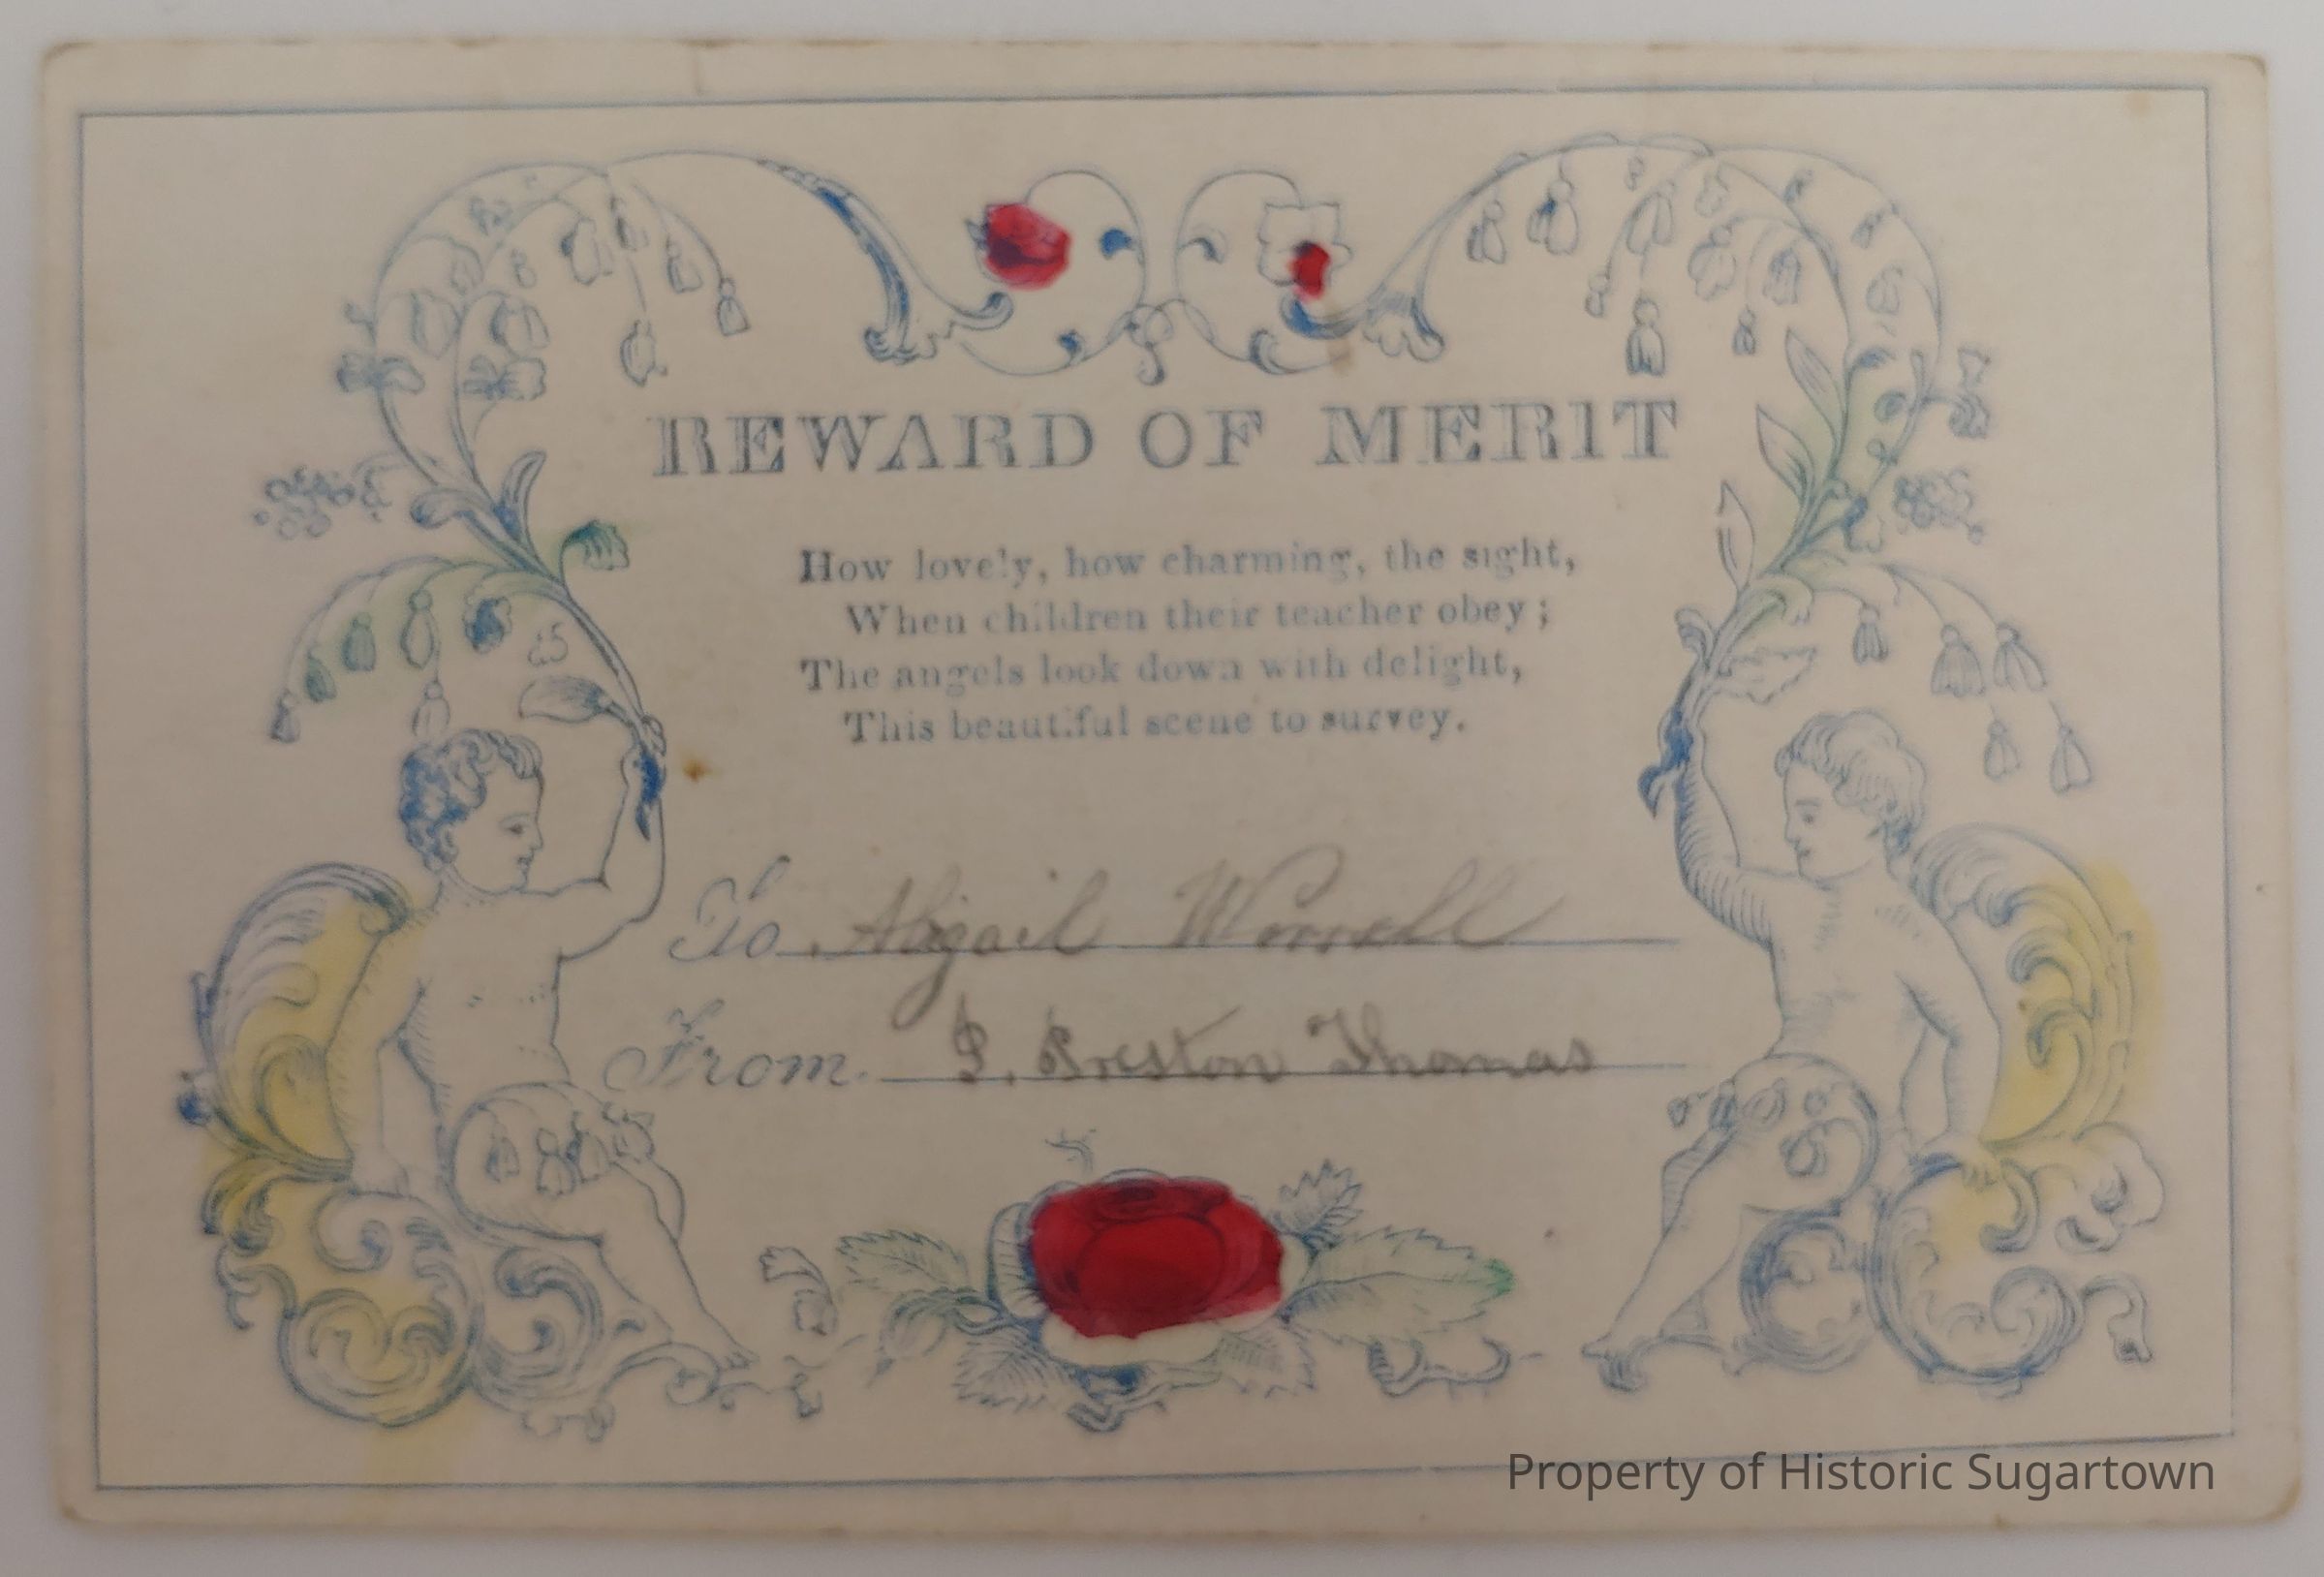 REWARD OF MERIT
How lovely, how charming, the sight,
When children their teacher obey;
The angels look down with delight,
This beautiful scene to survey.
To Abigail Worrell
From Preston Thomas
Property of Historic Sugartown